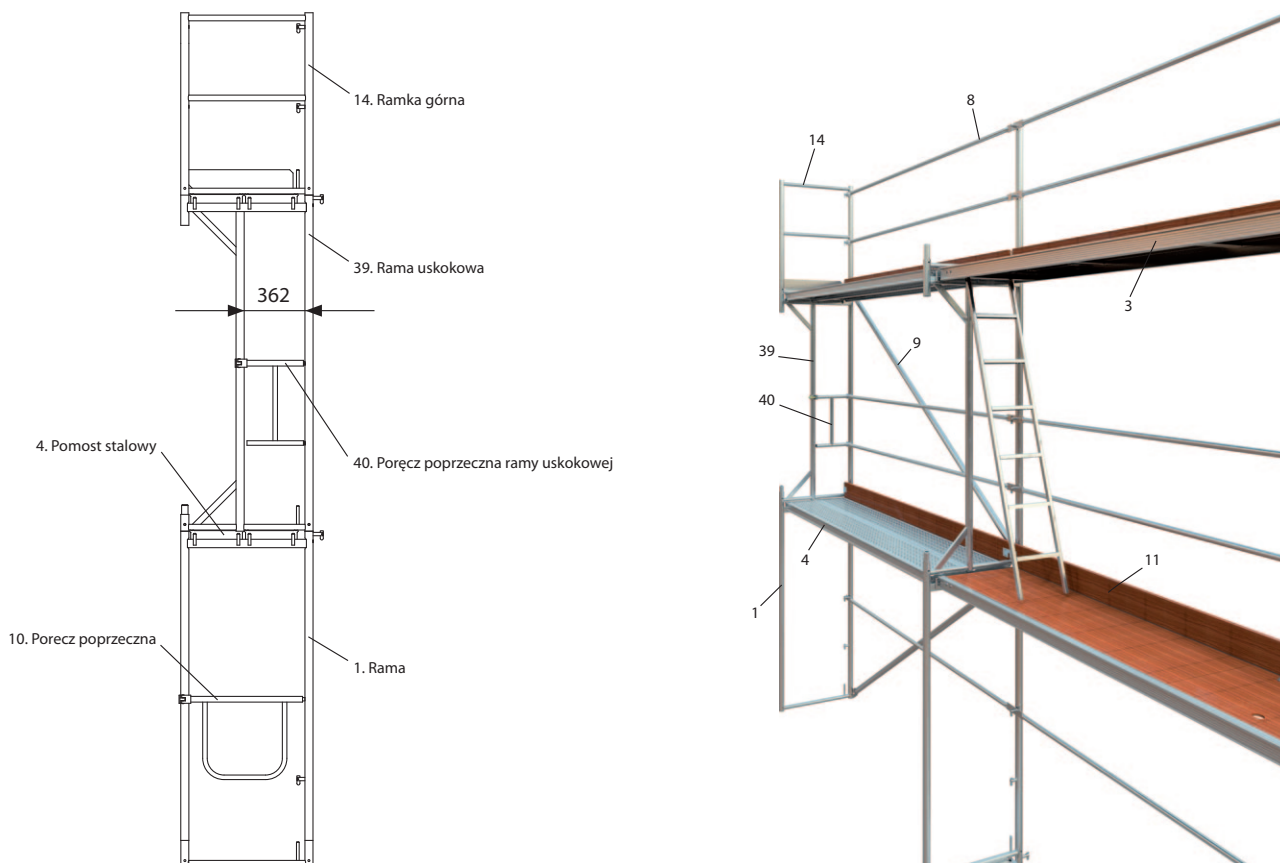 14. Ramka górna
39. Rama uskokowa
362
4. Pomost stalowy
40. Poręcz poprzeczna ramy uskokowej
10. Porecz poprzeczna
1. Rama
8
14
3
9
39
40
4
11
1